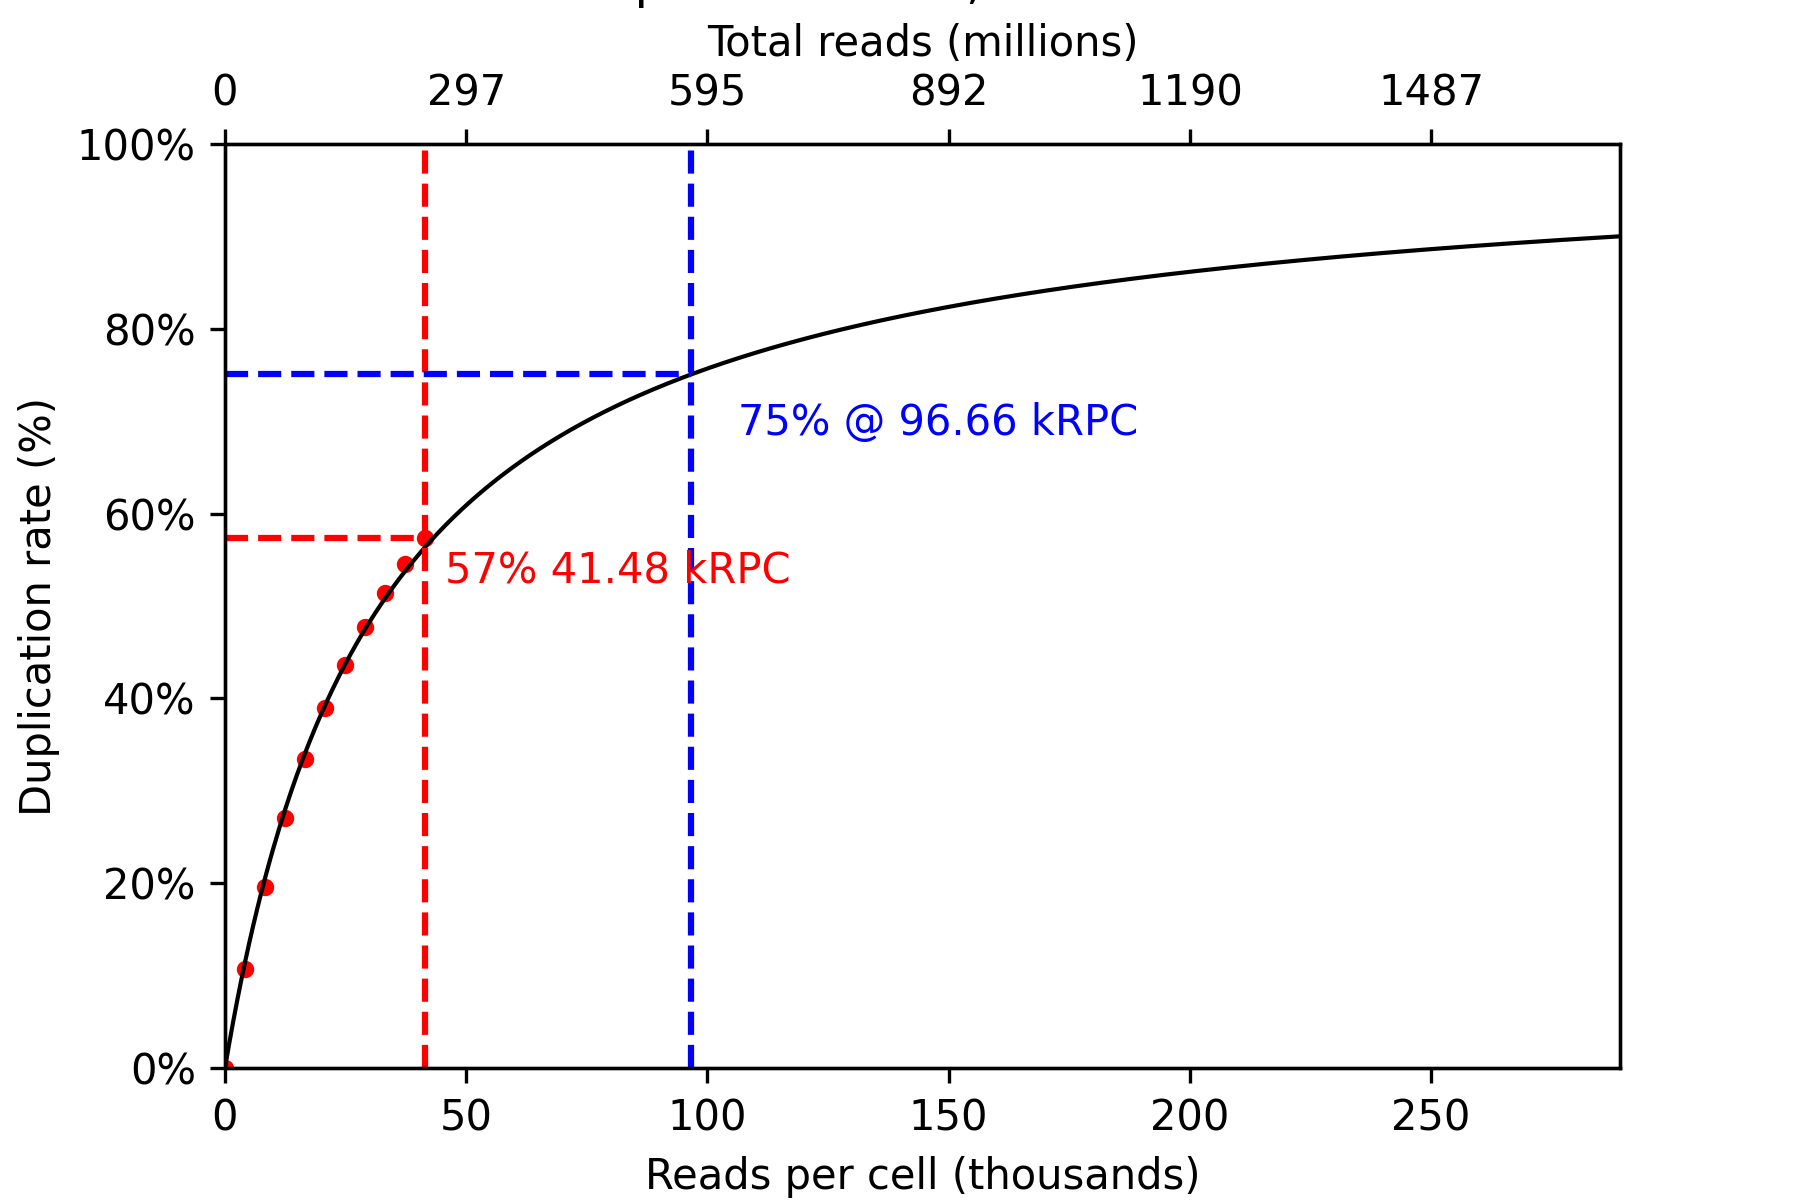 Total reads (millions)
0 297 595 892 1190 1487
100%
80%
60%
40%
20%
0%
Duplication rate (%)
75% @ 96.66 kRPC
57% 41.48 kRPC
0 50 100 150 200 250
Reads per cell (thousands)